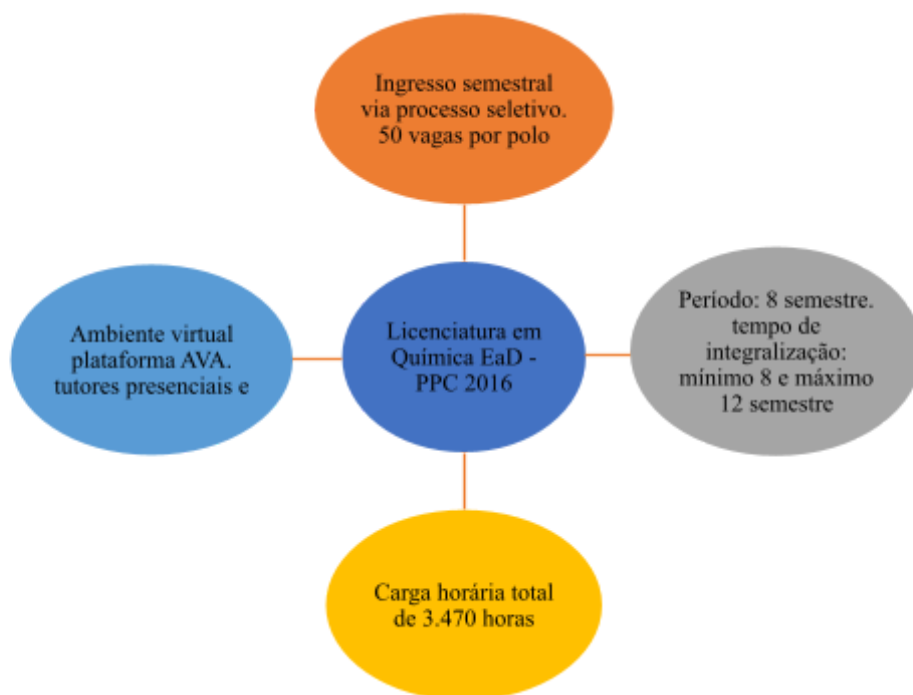 Ingresso semestral
via processo seletivo.
50 vagas por polo
Ambiente virtual
plataforma AVA.
tutores presenciais e
Licenciatura em
Química EaD -
PPC 2016
Período: 8 semestre.
tempo de
integralização:
mínimo 8 e máximo
12 semestre
Carga horária total
de 3.470 horas